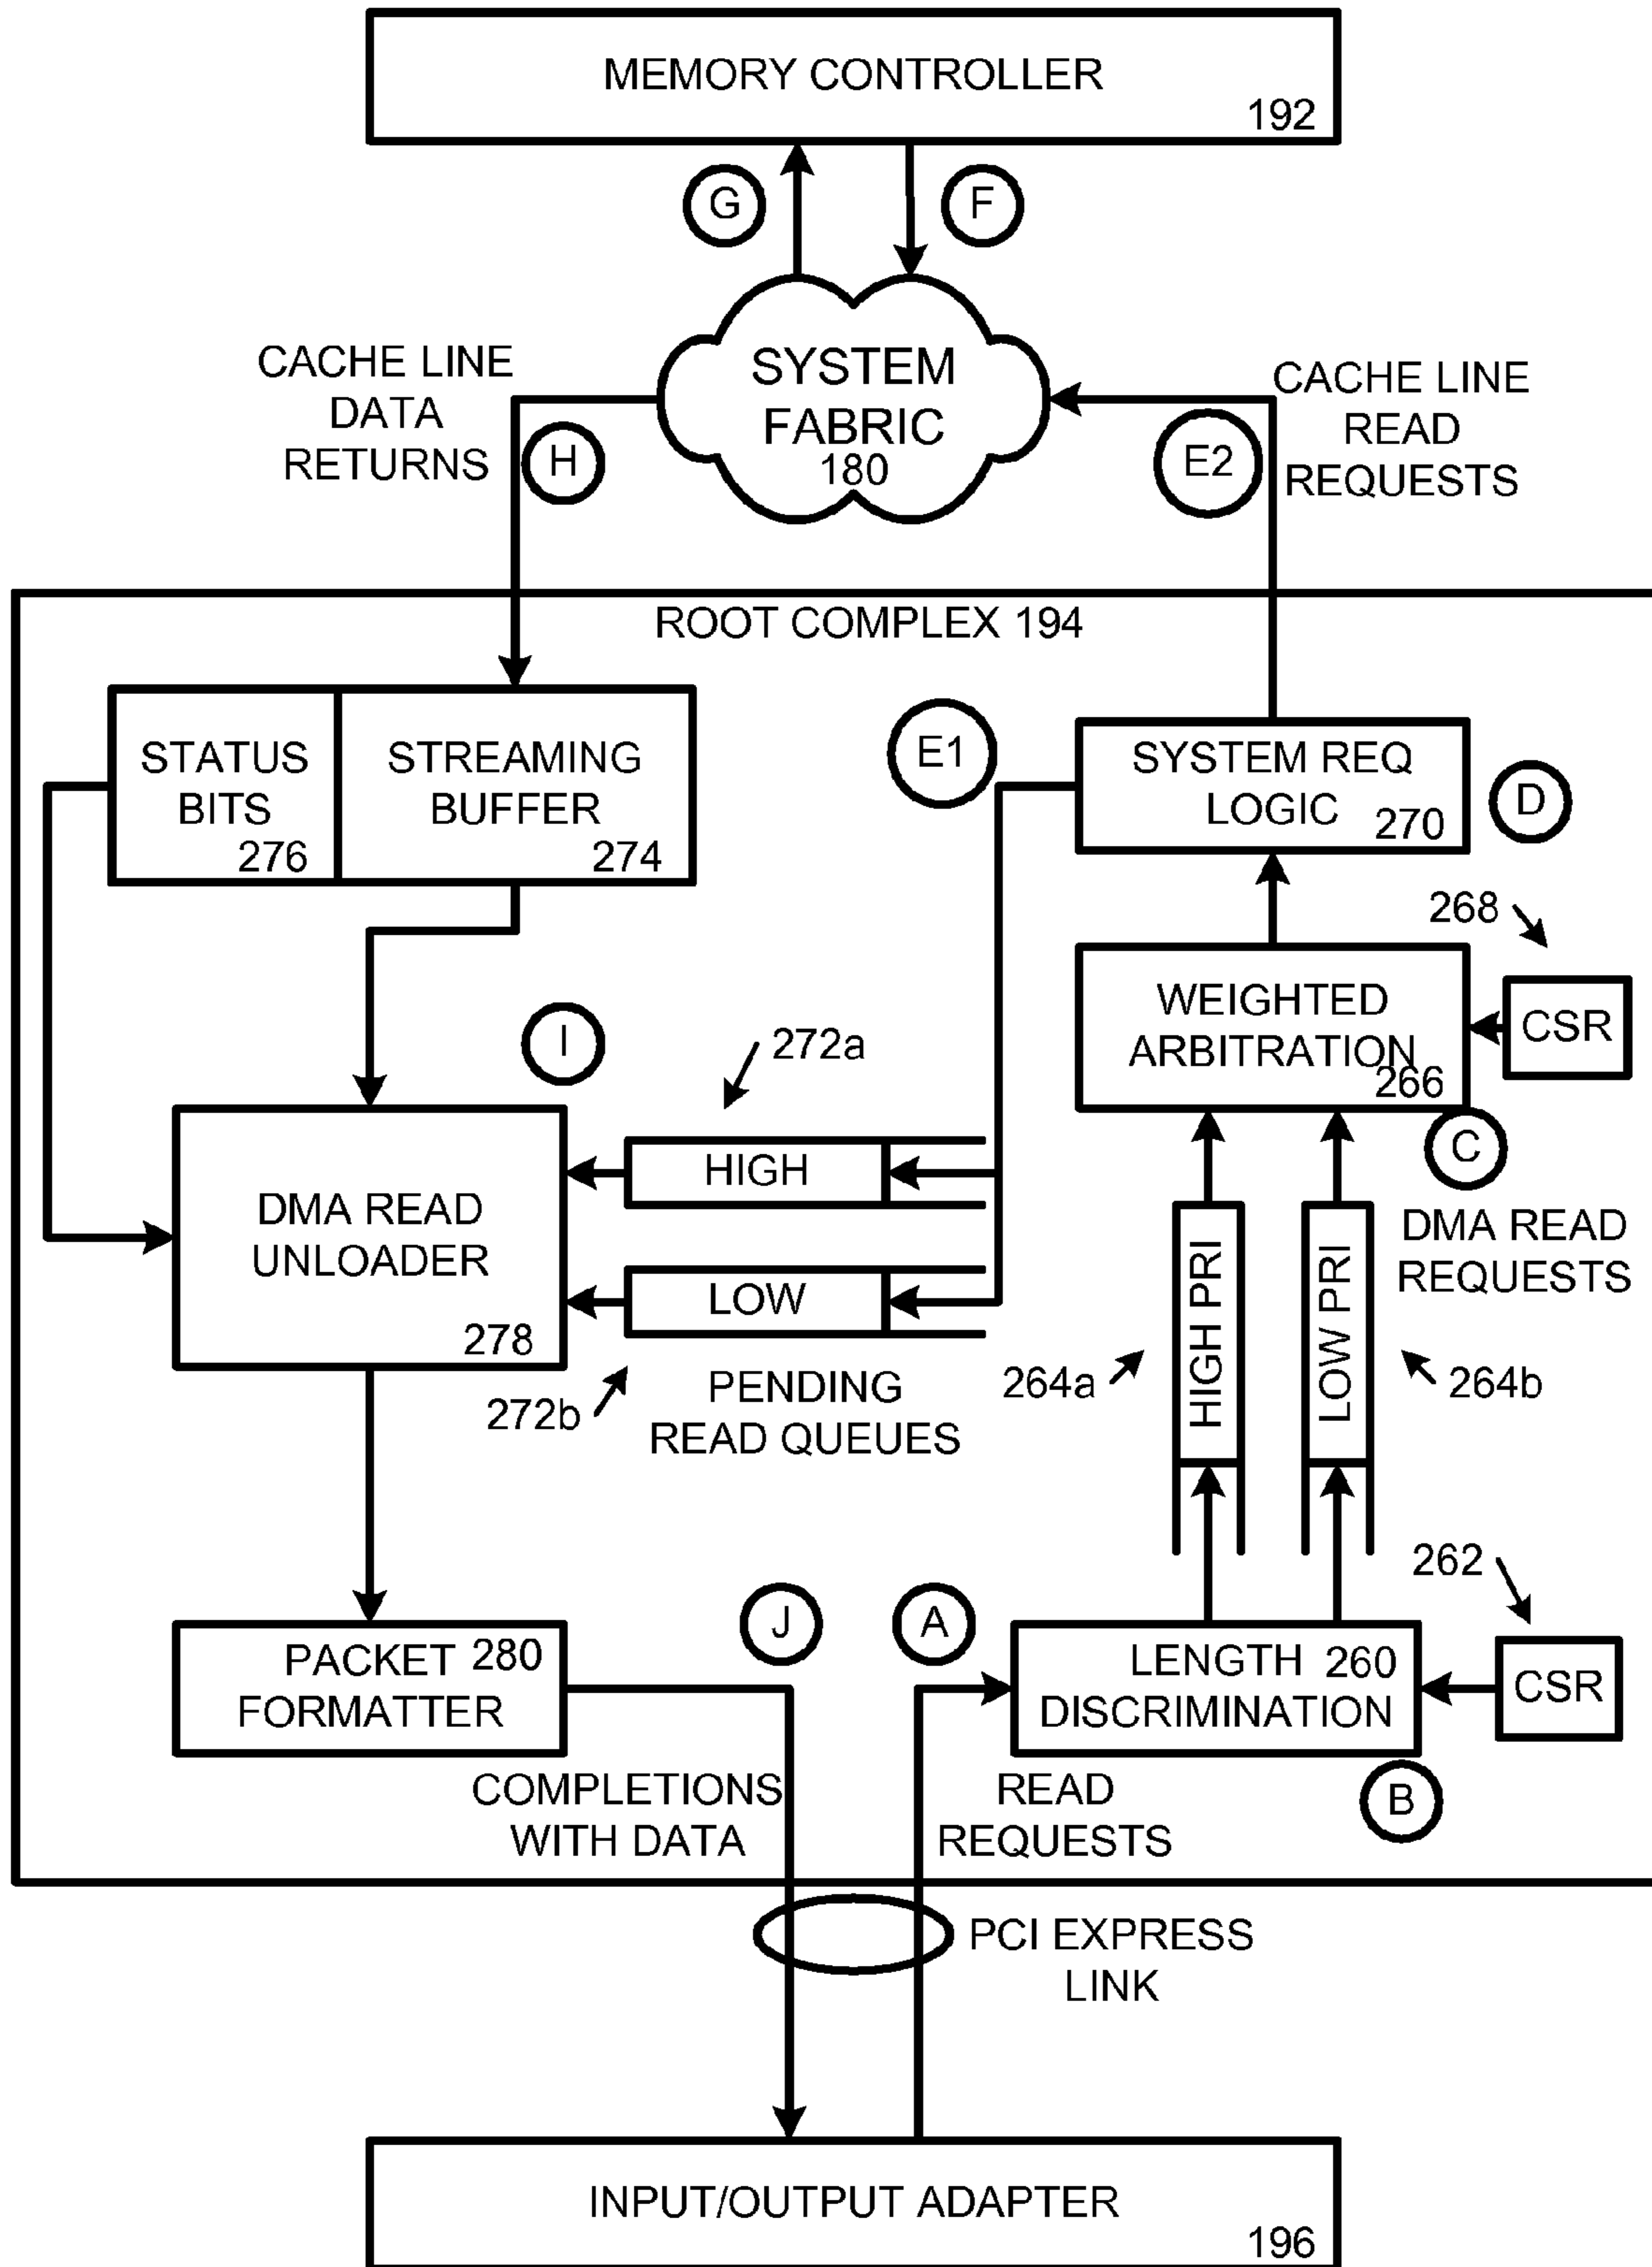 MEMORY CONTROLLER
192
G
F
SYSTEM
FABRIC
180
CACHE LINE
DATA
RETURNS
H
CACHE LINE
READ
REQUESTS
E2
ROOT COMPLEX 194
STATUS
BITS
276
STREAMING
BUFFER
274
E1
SYSTEM REQ
LOGIC
270
D
268
WEIGHTED
ARBITRATION
266
CSR
C
I
272a
HIGH
DMA READ
UNLOADER
278
LOW
272b
PENDING
READ QUEUES
HIGH PRI
LOW PRI
DMA READ
REQUESTS
264a
264b
262
J
A
PACKET 280
FORMATTER
LENGTH 260
DISCRIMINATION
CSR
B
COMPLETIONS
WITH DATA
READ
REQUESTS
PCI EXPRESS
LINK
INPUT/OUTPUT ADAPTER
196